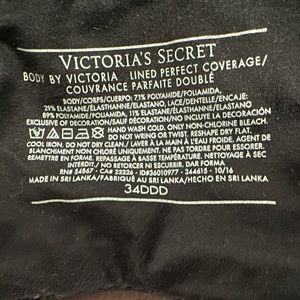 VICTORIA'S SECRET
BODY BY VICTORIA LINED PERFECT COVERAGE/
COUVRANCE PARFAITE DOUBLÉ
BODY/CORPS/CUERPO: 71% POLYAMIDE/POLIAMIDA,
29% ELASTANE/ÉLASTHANNE/ELASTANO, LACE/DENTELLE/ENCAJE:
89% POLYAMIDE/POLIAMIDA, 11% ELASTANE/ÉLASTHANNE/ELASTANO
EXCLUSIVE OF DECORATION/SAUF DÉCORATION/NO INCLUYE LA DECORACIÓN
HAND WASH COLD. ONLY NON-CHLORINE BLEACH.
DO NOT WRING OR TWIST. RESHAPE DRY FLAT.
COOL IRON. DO NOT DRY CLEAN./ LAVER À LA MAIN À L'EAU FROIDE. AGENT DE
BLANCHIMENT NON CHLORÉ UNIQUEMENT. NE PAS TORDRE POUR ESSORER.
REMETTRE EN FORME. REPASSAGE À BASSE TEMPÉRATURE. NETTOYAGE À SEC
INTERDIT./ NO RETORCER NI ESCURRIR. DAR FORMA
RN# 54867 - CA# 23226 - ID#36010977 - 344615 - 10/16
MADE IN SRI LANKA/FABRIQUÉ AU SRI LANKA/HECHO EN SRI LANKA
34DDD